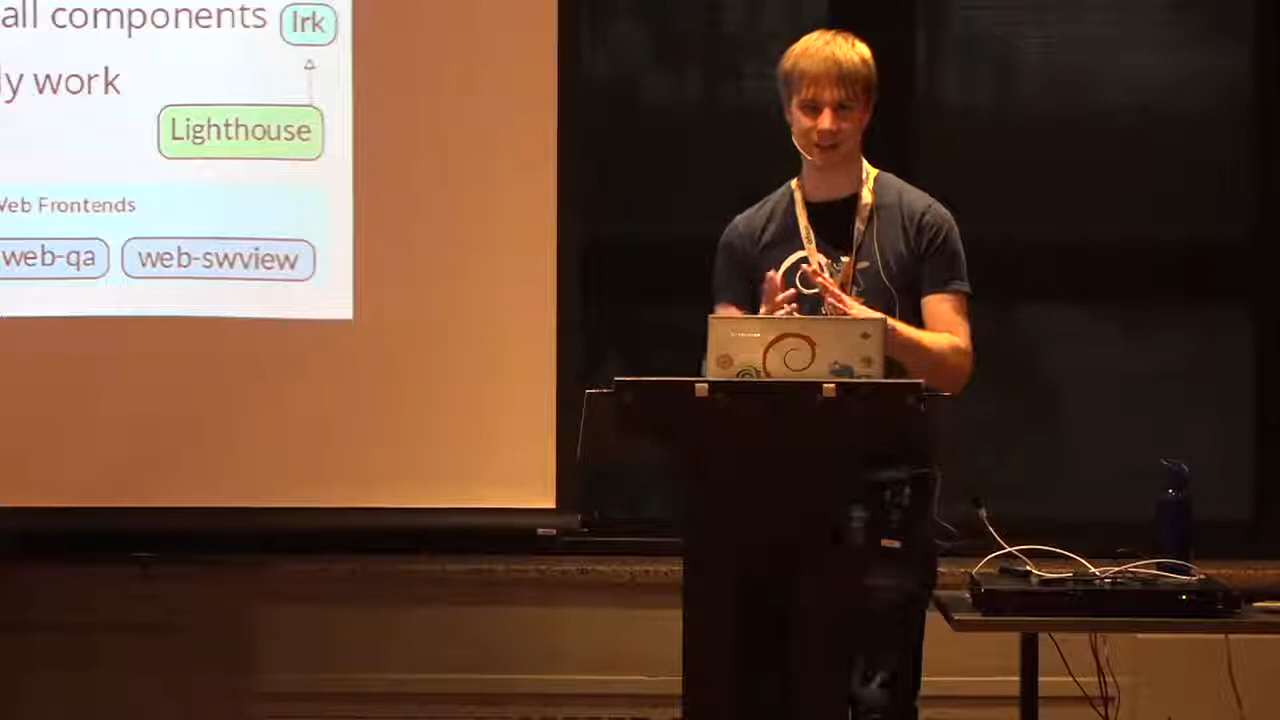 all components
Irk
ly work
Lighthouse
Web Frontends
web-qa
web-swview